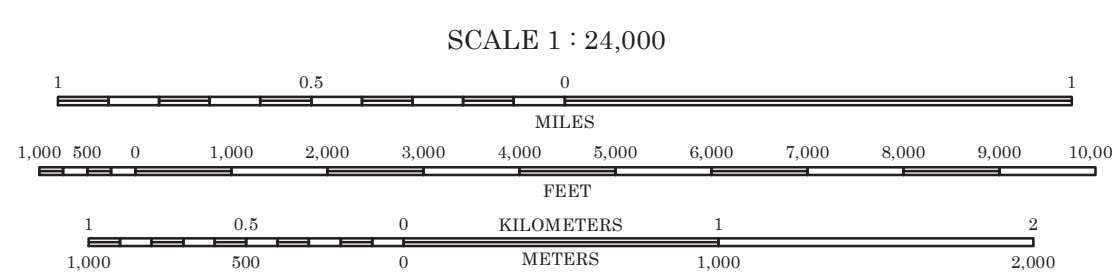 SCALE 1 : 24,000
1 0.5 0 1
MILES
1,000 500 0 1,000 2,000 3,000 4,000 5,000 6,000 7,000 8,000 9,000 10,00
FEET
1 0.5 0 KILOMETERS 1 2
1,000 500 0 METERS 1,000 2,000